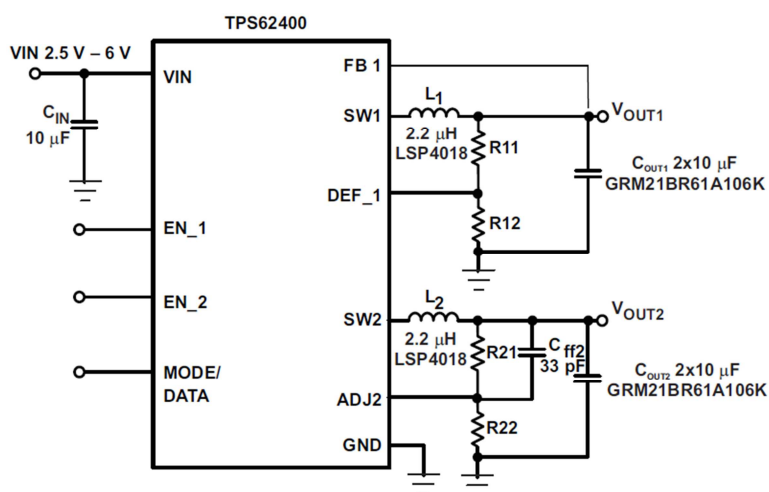 TPS62400
VIN 2.5 V – 6 V
VIN
CIN
10 μF
EN_1
EN_2
MODE/
DATA
FB 1
SW1
L1
2.2 μH
LSP4018
R11
DEF_1
R12
VOUT1
COUT1 2x10 μF
GRM21BR61A106K
SW2
L2
2.2 μH
LSP4018
R21
Cff2
33 pF
ADJ2
R22
GND
VOUT2
COUT2 2x10 μF
GRM21BR61A106K